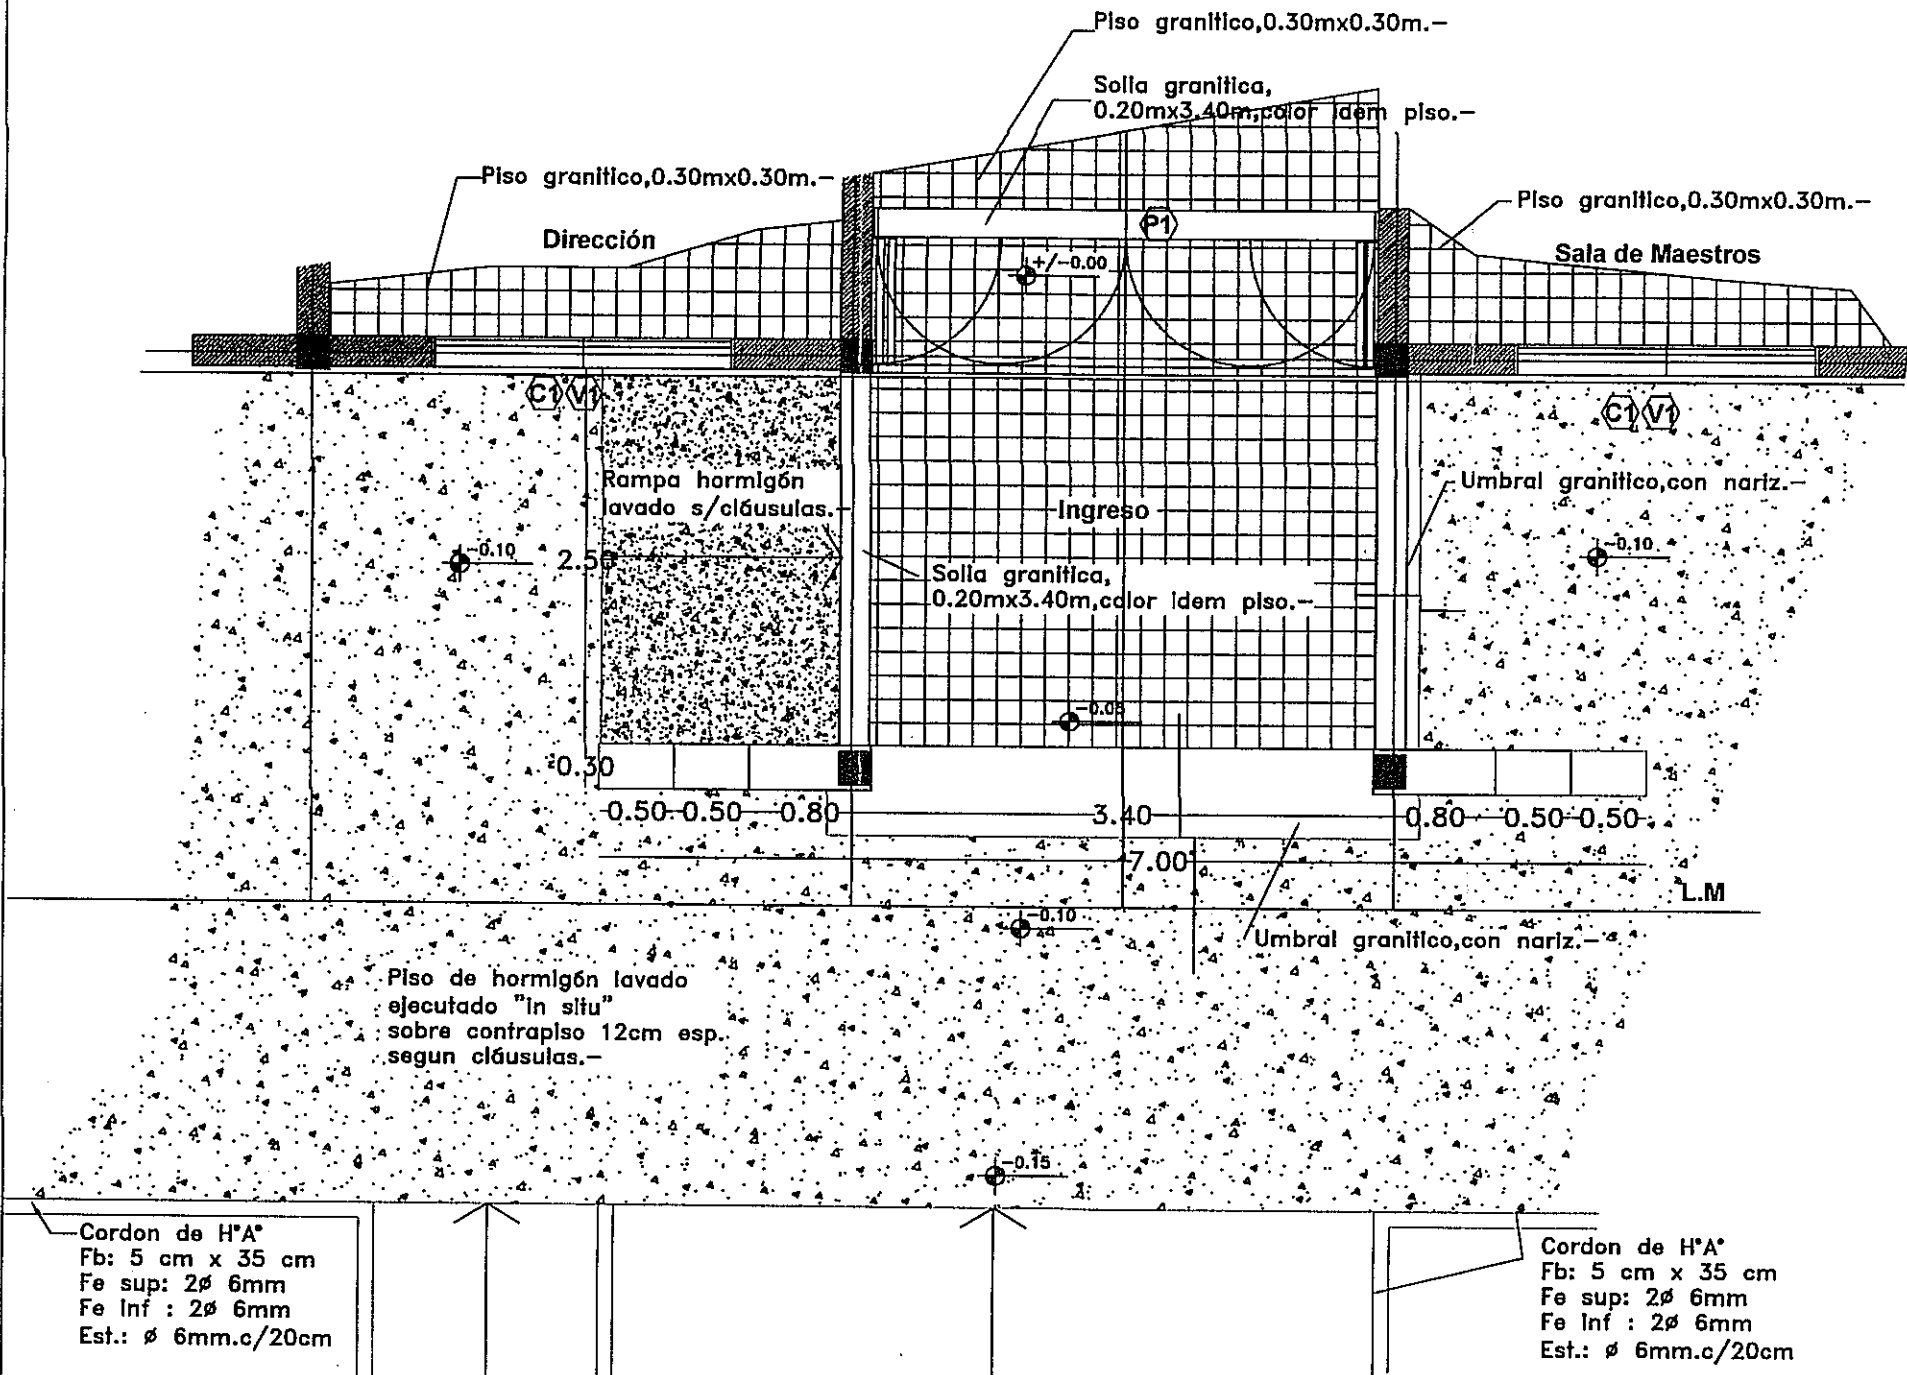 Piso granitico,0.30mx0.30m.-
Solia granitica,
0.20mx3.40m,color idem piso.-
Piso granitico,0.30mx0.30m.-
Piso granitico,0.30mx0.30m.-
Dirección
P1
Sala de Maestros
+/-0.00
C1 V1
C1 V1
Rampa hormigón
lavado s/cláusulas.-
Umbral granitico,con nariz.-
Ingreso
-0.10
2.50
-0.10
Solia granitica,
0.20mx3.40m,color idem piso.-
-0.05
0.30
0.50 0.50 0.80 3.40 0.80 0.50 0.50
7.00
L.M
-0.10
Umbral granitico,con nariz.-
Piso de hormigón lavado
ejecutado "in situ"
sobre contrapiso 12cm esp.
segun cláusulas.-
-0.15
Cordon de H°A°
Fb: 5 cm x 35 cm
Fe sup: 2ø 6mm
Fe inf : 2ø 6mm
Est.: ø 6mm.c/20cm
Cordon de H°A°
Fb: 5 cm x 35 cm
Fe sup: 2ø 6mm
Fe inf : 2ø 6mm
Est.: ø 6mm.c/20cm